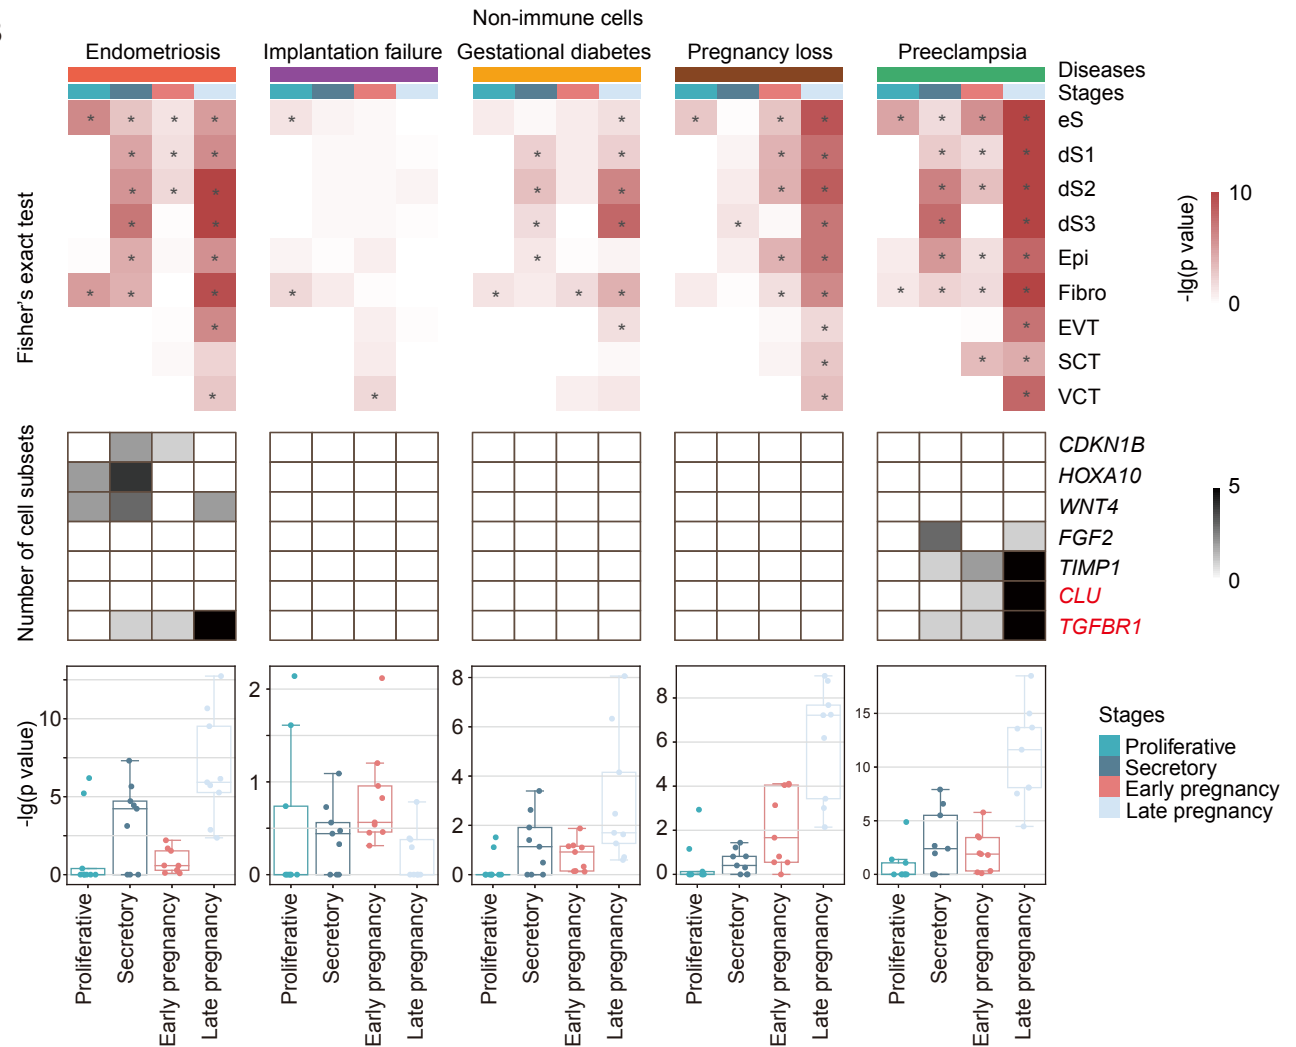 Non-immune cells
Endometriosis Implantation failure Gestational diabetes Pregnancy loss Preeclampsia
Diseases
Stages
Fisher's exact test
* * * * * * * * * * * * eS
* * * * * * * * * * dS1
* * * * * * * * * * dS2
* * * * * * * * dS3
* * * * * * * * Epi
* * * * * * * * * * * * * Fibro
* * * * EVT
* * * SCT
* * * * VCT
-lg(p value)
10
0
Number of cell subsets
CDKN1B
HOXA10
WNT4
FGF2
TIMP1
CLU
TGFBR1
5
0
-lg(p value)
10
5
0
2
1
0
8
6
4
2
0
8
6
4
2
0
15
10
5
0
Proliferative Secretory Early pregnancy Late pregnancy
Proliferative Secretory Early pregnancy Late pregnancy
Proliferative Secretory Early pregnancy Late pregnancy
Proliferative Secretory Early pregnancy Late pregnancy
Proliferative Secretory Early pregnancy Late pregnancy
Stages
Proliferative
Secretory
Early pregnancy
Late pregnancy